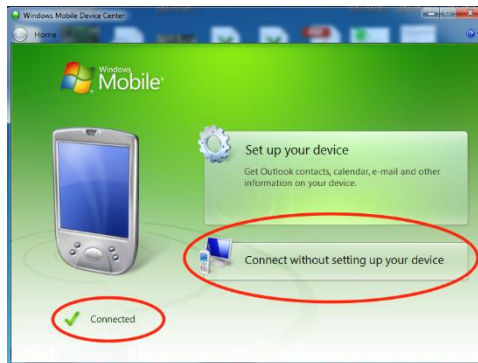 Windows Mobile Device Center
Home
Windows
Mobile
Set up your device
Get Outlook contacts, calendar, e-mail and other
information on your device.
Connect without setting up your device
Connected